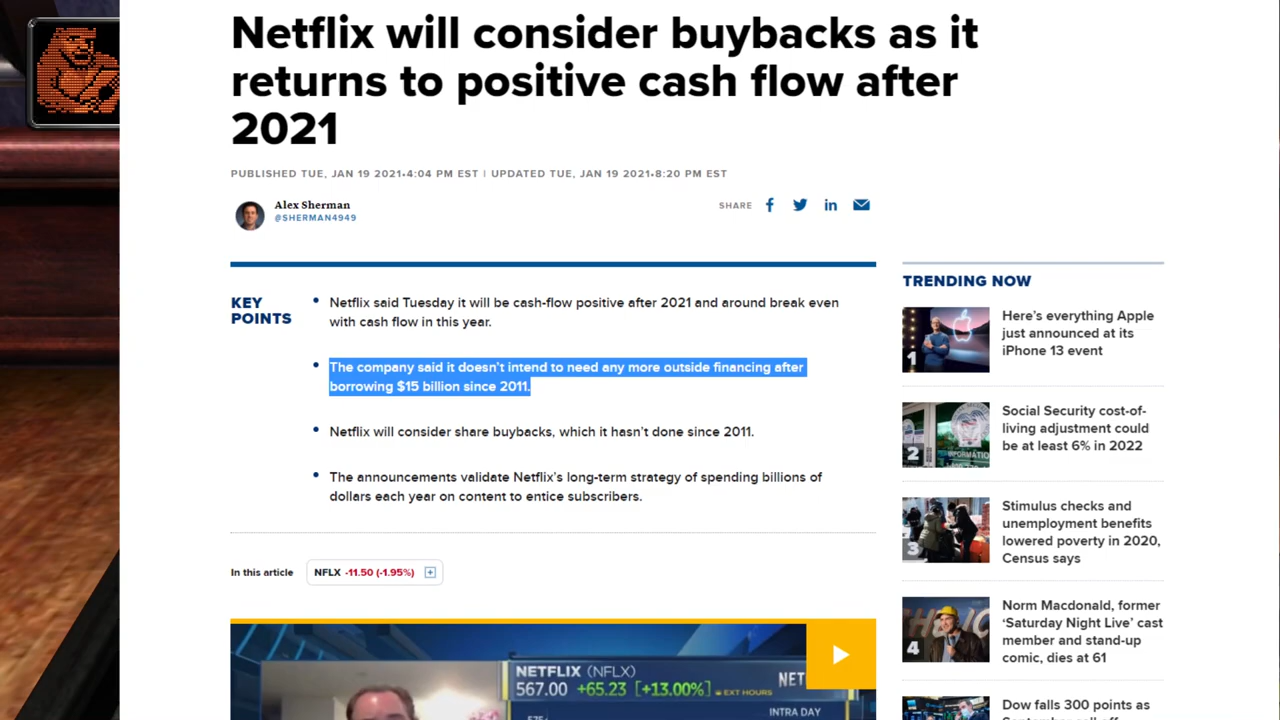 Netflix will consider buybacks as it
returns to positive cash flow after
2021
PUBLISHED TUE, JAN 19 2021•4:04 PM EST | UPDATED TUE, JAN 19 2021•8:20 PM EST
Alex Sherman
@SHERMAN4949
SHARE
KEY
POINTS
Netflix said Tuesday it will be cash-flow positive after 2021 and around break even
with cash flow in this year.
The company said it doesn't intend to need any more outside financing after
borrowing $15 billion since 2011.
Netflix will consider share buybacks, which it hasn't done since 2011.
The announcements validate Netflix's long-term strategy of spending billions of
dollars each year on content to entice subscribers.
In this article
NFLX -11.50 (-1.95%)
NETFLIX (NFLX)
567.00 +65.23 [+13.00%] EXT HOURS
NET
INTRA DAY
575
TRENDING NOW
1
Here's everything Apple
just announced at its
iPhone 13 event
2
Social Security cost-of-
living adjustment could
be at least 6% in 2022
3
Stimulus checks and
unemployment benefits
lowered poverty in 2020,
Census says
4
Norm Macdonald, former
'Saturday Night Live' cast
member and stand-up
comic, dies at 61
Dow falls 300 points as